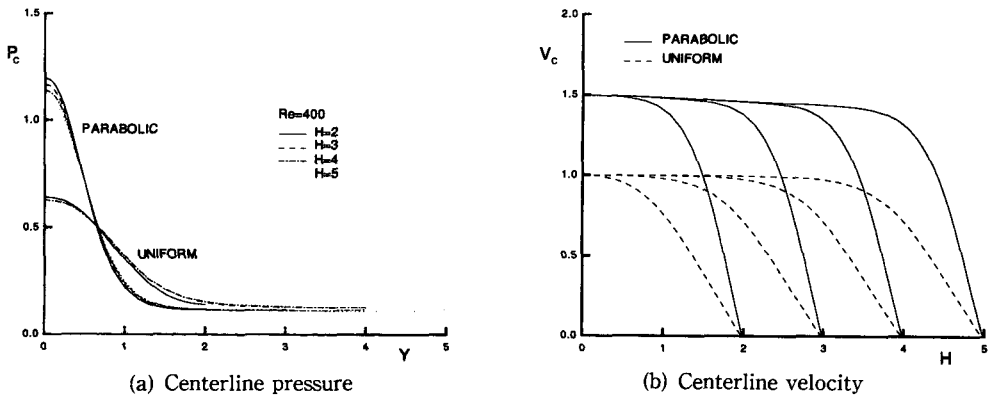 1.5
P_c
1.0
0.5
0.0
PARABOLIC
UNIFORM
Re=400
H=2
H=3
H=4
H=5
0 1 2 3 4 5
Y
(a) Centerline pressure
2.0
V_c
1.5
1.0
0.5
0.0
PARABOLIC
UNIFORM
0 1 2 3 4 5
H
(b) Centerline velocity